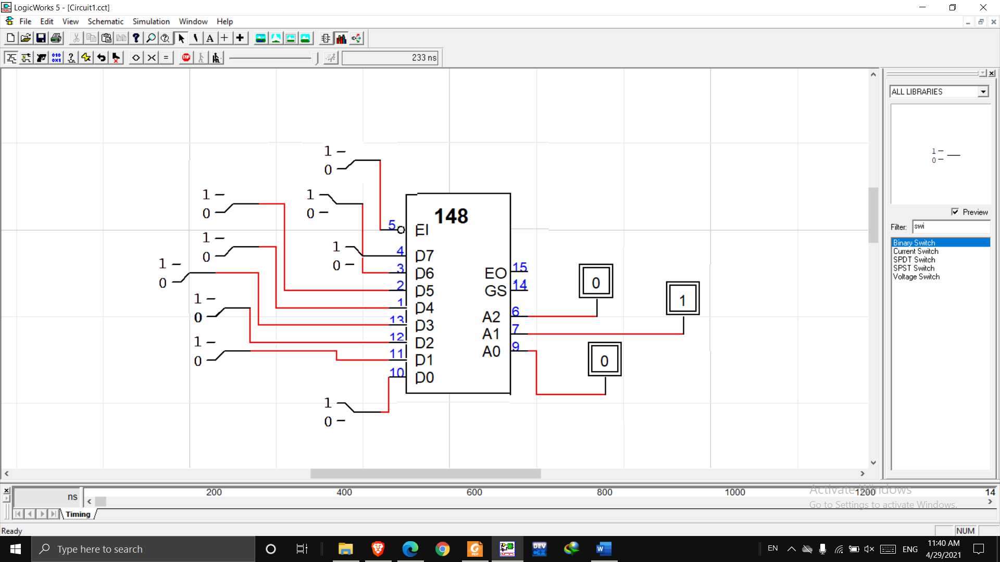 LogicWorks 5 - [Circuit1.cct]
File Edit View Schematic Simulation Window Help
233 ns
ALL LIBRARIES
1
0
Preview
Filter: swi
Binary Switch
Current Switch
SPDT Switch
SPST Switch
Voltage Switch
1
0
1
0
1
0
148
5 EI
1
0
1
0
4 D7
1
0
3 D6
EO 15
2 D5
GS 14
0
1
1
0
1 D4
A2 6
13 D3
A1 7
12 D2
1
0
A0 9
11 D1
0
10 D0
1
0
ns
200 400 600 800 1000 1200 14
Timing
Activate Windows
Go to Settings to activate Windows.
Ready
NUM
Type here to search
DEV
EN
ENG
11:40 AM
4/29/2021